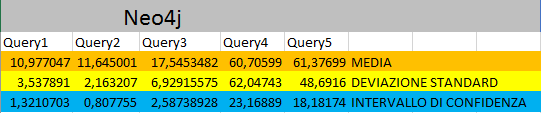 Neo4j
Query1 Query2 Query3 Query4 Query5
10,977047 11,645001 17,5453482 60,70599 61,37699 MEDIA
3,537891 2,163207 6,92915575 62,04743 48,6916 DEVIAZIONE STANDARD
1,3210703 0,807755 2,58738928 23,16889 18,18174 INTERVALLO DI CONFIDENZA